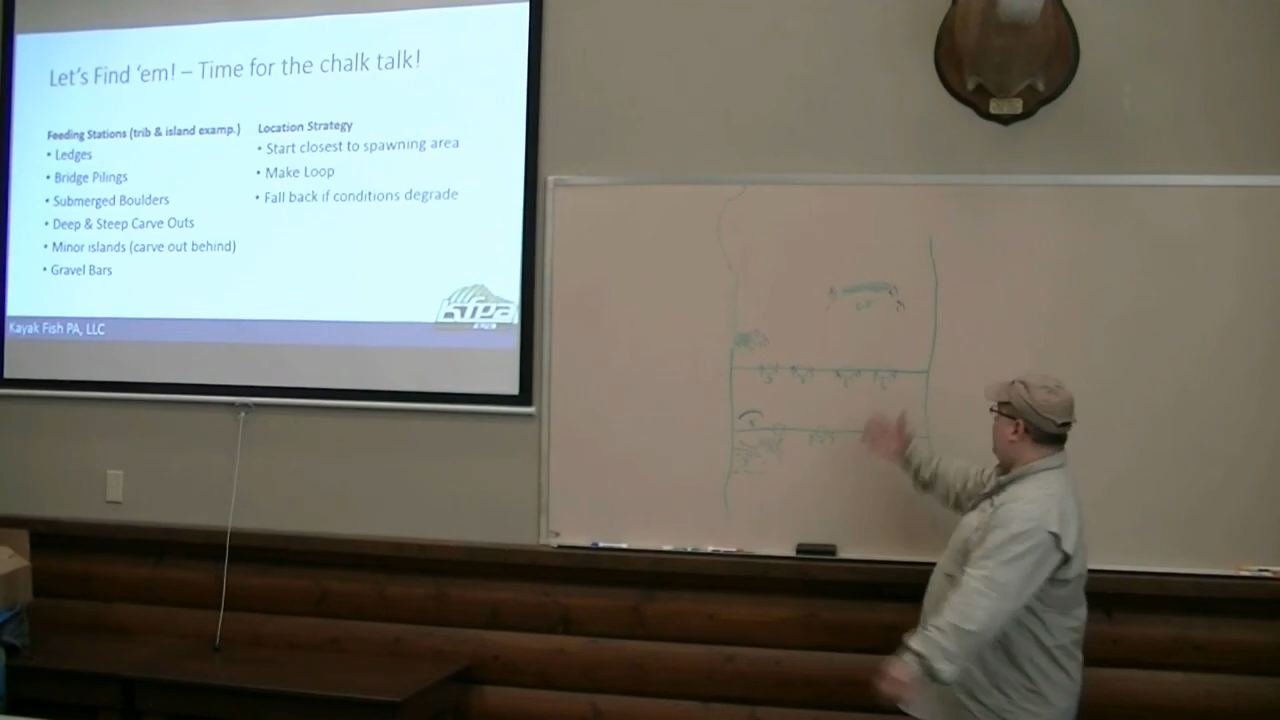 Let's Find 'em! – Time for the chalk talk!
Feeding Stations (trib & island examp.)
• Ledges
• Bridge Pilings
• Submerged Boulders
• Deep & Steep Carve Outs
• Minor islands (carve out behind)
• Gravel Bars
Location Strategy
• Start closest to spawning area
• Make Loop
• Fall back if conditions degrade
kfpa
Kayak Fish PA, LLC